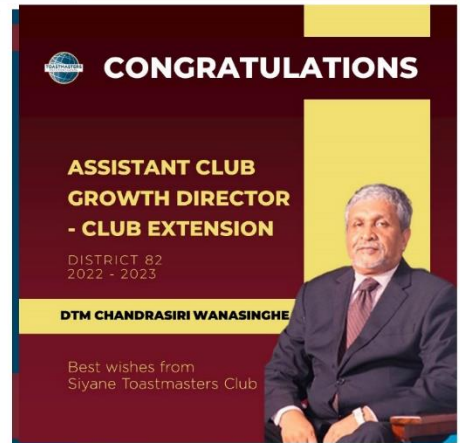 TOASTMASTERS
CONGRATULATIONS
ASSISTANT CLUB
GROWTH DIRECTOR
- CLUB EXTENSION
DISTRICT 82
2022 - 2023
DTM CHANDRASIRI WANASINGHE
Best wishes from
Siyane Toastmasters Club